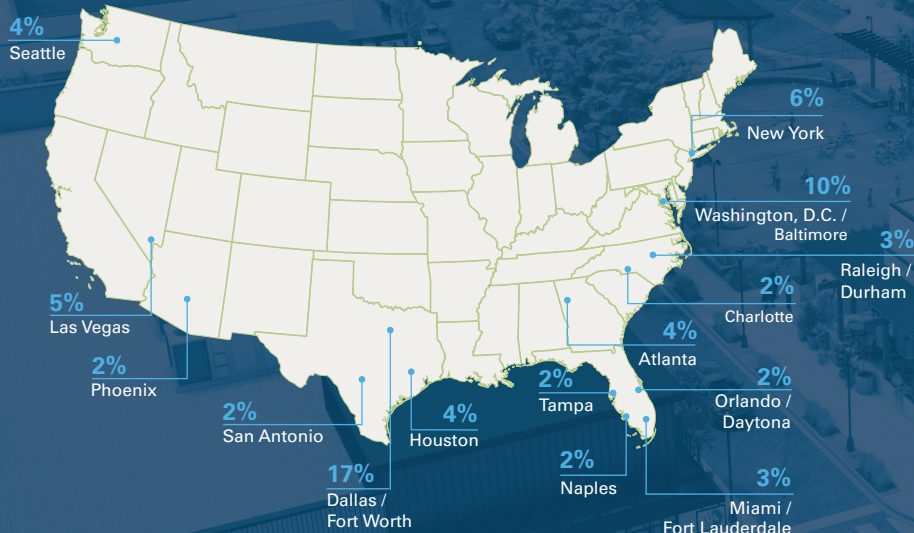 4%
Seattle
6%
New York
10%
Washington, D.C. /
Baltimore
3%
Raleigh /
Durham
2%
Charlotte
5%
Las Vegas
4%
Atlanta
2%
Phoenix
2%
Tampa
2%
Orlando /
Daytona
2%
San Antonio
4%
Houston
2%
Naples
17%
Dallas /
Fort Worth
3%
Miami /
Fort Lauderdale